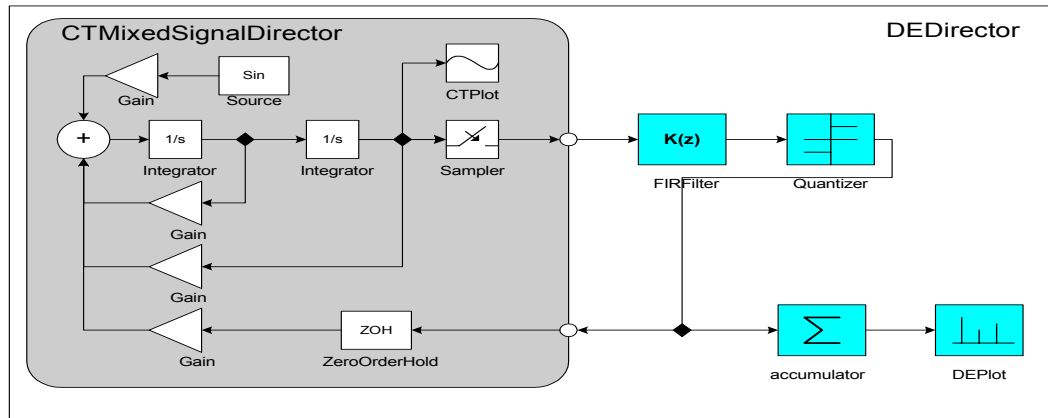 CTMixedSignalDirector
DEDirector
Sin
Gain
Source
CTPlot
+
1/s
1/s
K(z)
Integrator
Integrator
Sampler
FIRFilter
Quantizer
Gain
Gain
ZOH
Σ
Gain
ZeroOrderHold
accumulator
DEPlot